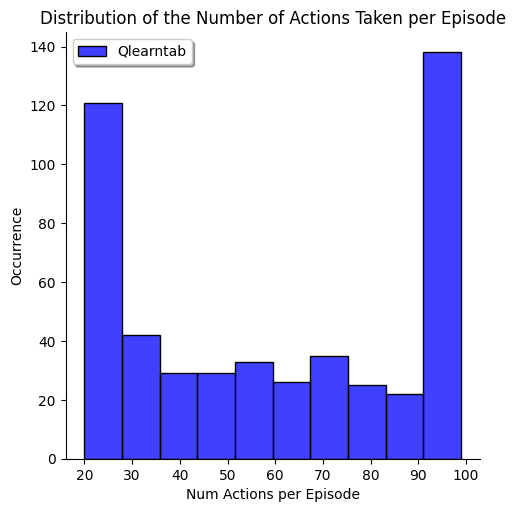 Distribution of the Number of Actions Taken per Episode
Qlearntab
140
120
100
80
60
40
20
0
Occurrence
20 30 40 50 60 70 80 90 100
Num Actions per Episode